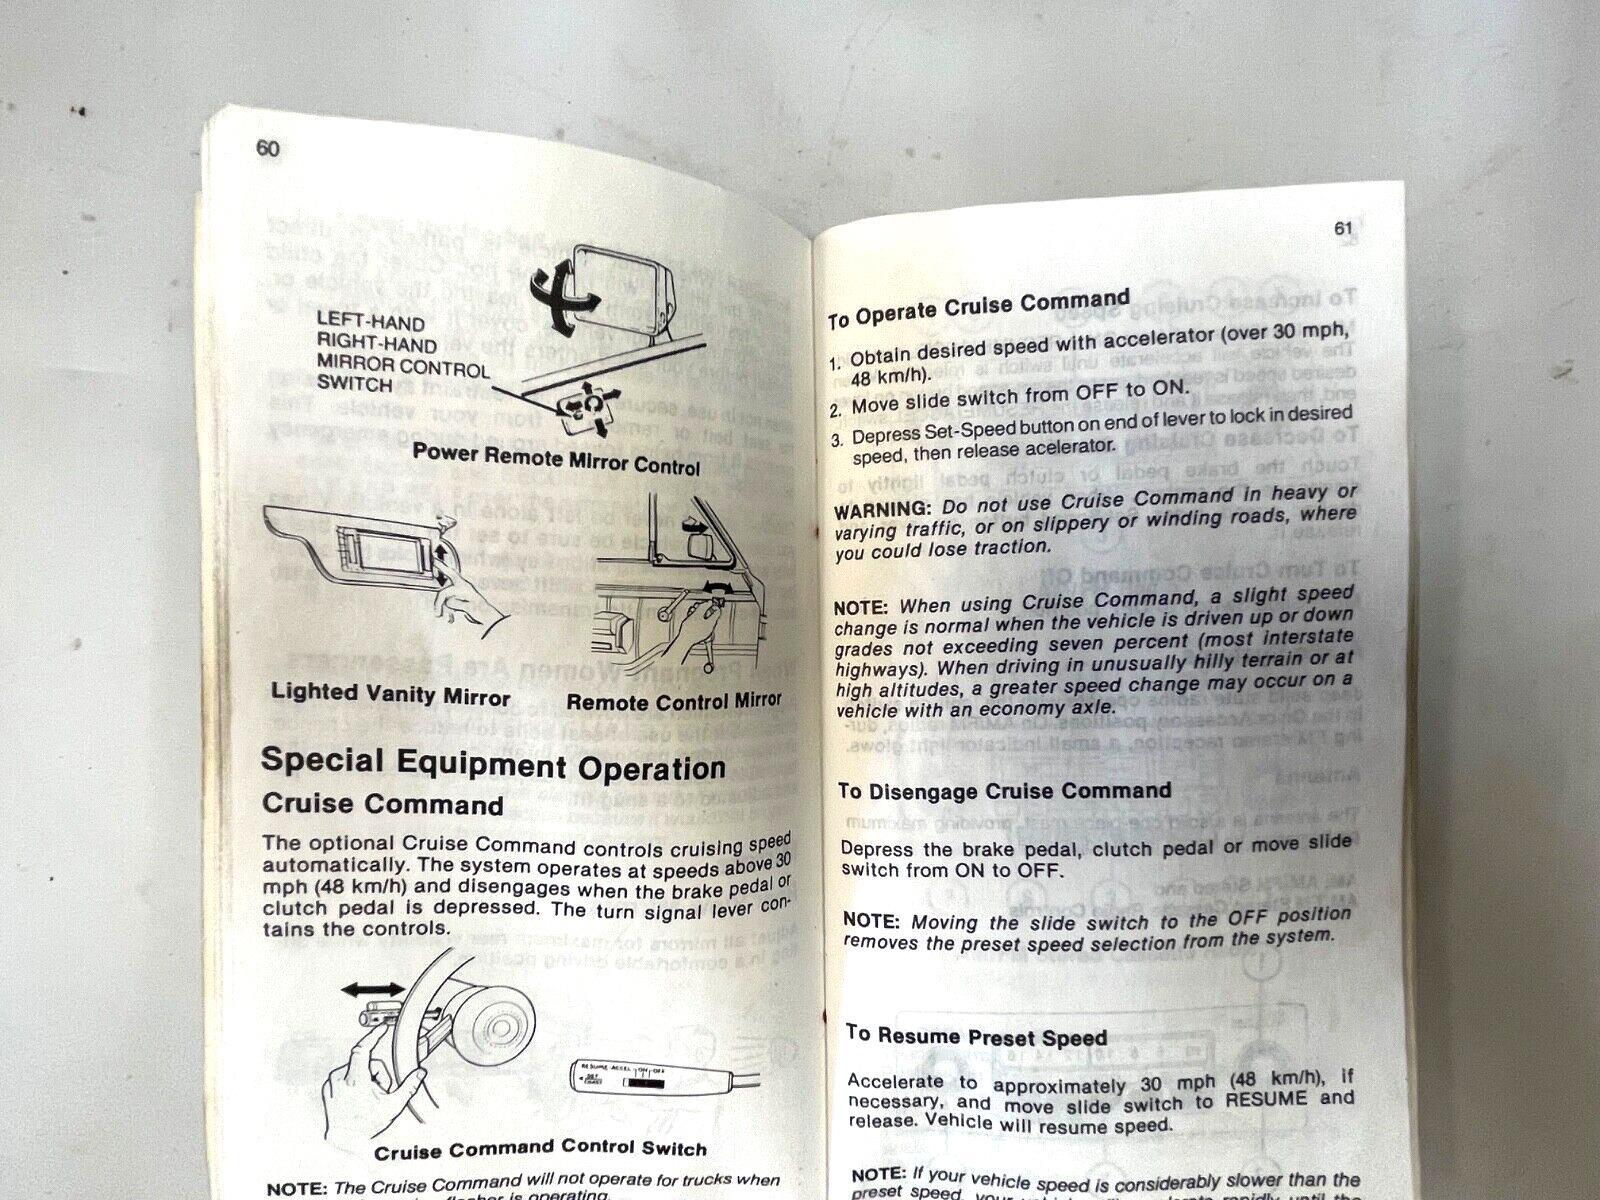 60
LEFT-HAND
RIGHT-HAND
MIRROR CONTROL
SWITCH
Power Remote Mirror Control
Lighted Vanity Mirror
Remote Control Mirror
Special Equipment Operation
Cruise Command
The optional Cruise Command controls cruising speed
automatically. The system operates at speeds above 30
mph (48 km/h) and disengages when the brake pedal or
clutch pedal is depressed. The turn signal lever con-
tains the controls.
RESUME ACCEL ON OFF
SET
COAST
Cruise Command Control Switch
NOTE: The Cruise Command will not operate for trucks when
flasher is operating.
61
To Operate Cruise Command
1. Obtain desired speed with accelerator (over 30 mph,
48 km/h).
2. Move slide switch from OFF to ON.
3. Depress Set-Speed button on end of lever to lock in desired
speed, then release acelerator.
WARNING: Do not use Cruise Command in heavy or
varying traffic, or on slippery or winding roads, where
you could lose traction.
NOTE: When using Cruise Command, a slight speed
change is normal when the vehicle is driven up or down
grades not exceeding seven percent (most interstate
highways). When driving in unusually hilly terrain or at
high altitudes, a greater speed change may occur on a
vehicle with an economy axle.
To Disengage Cruise Command
Depress the brake pedal, clutch pedal or move slide
switch from ON to OFF.
NOTE: Moving the slide switch to the OFF position
removes the preset speed selection from the system.
To Resume Preset Speed
Accelerate to approximately 30 mph (48 km/h), if
necessary, and move slide switch to RESUME and
release. Vehicle will resume speed.
NOTE: If your vehicle speed is considerably slower than the
preset speed, your rapidly until the